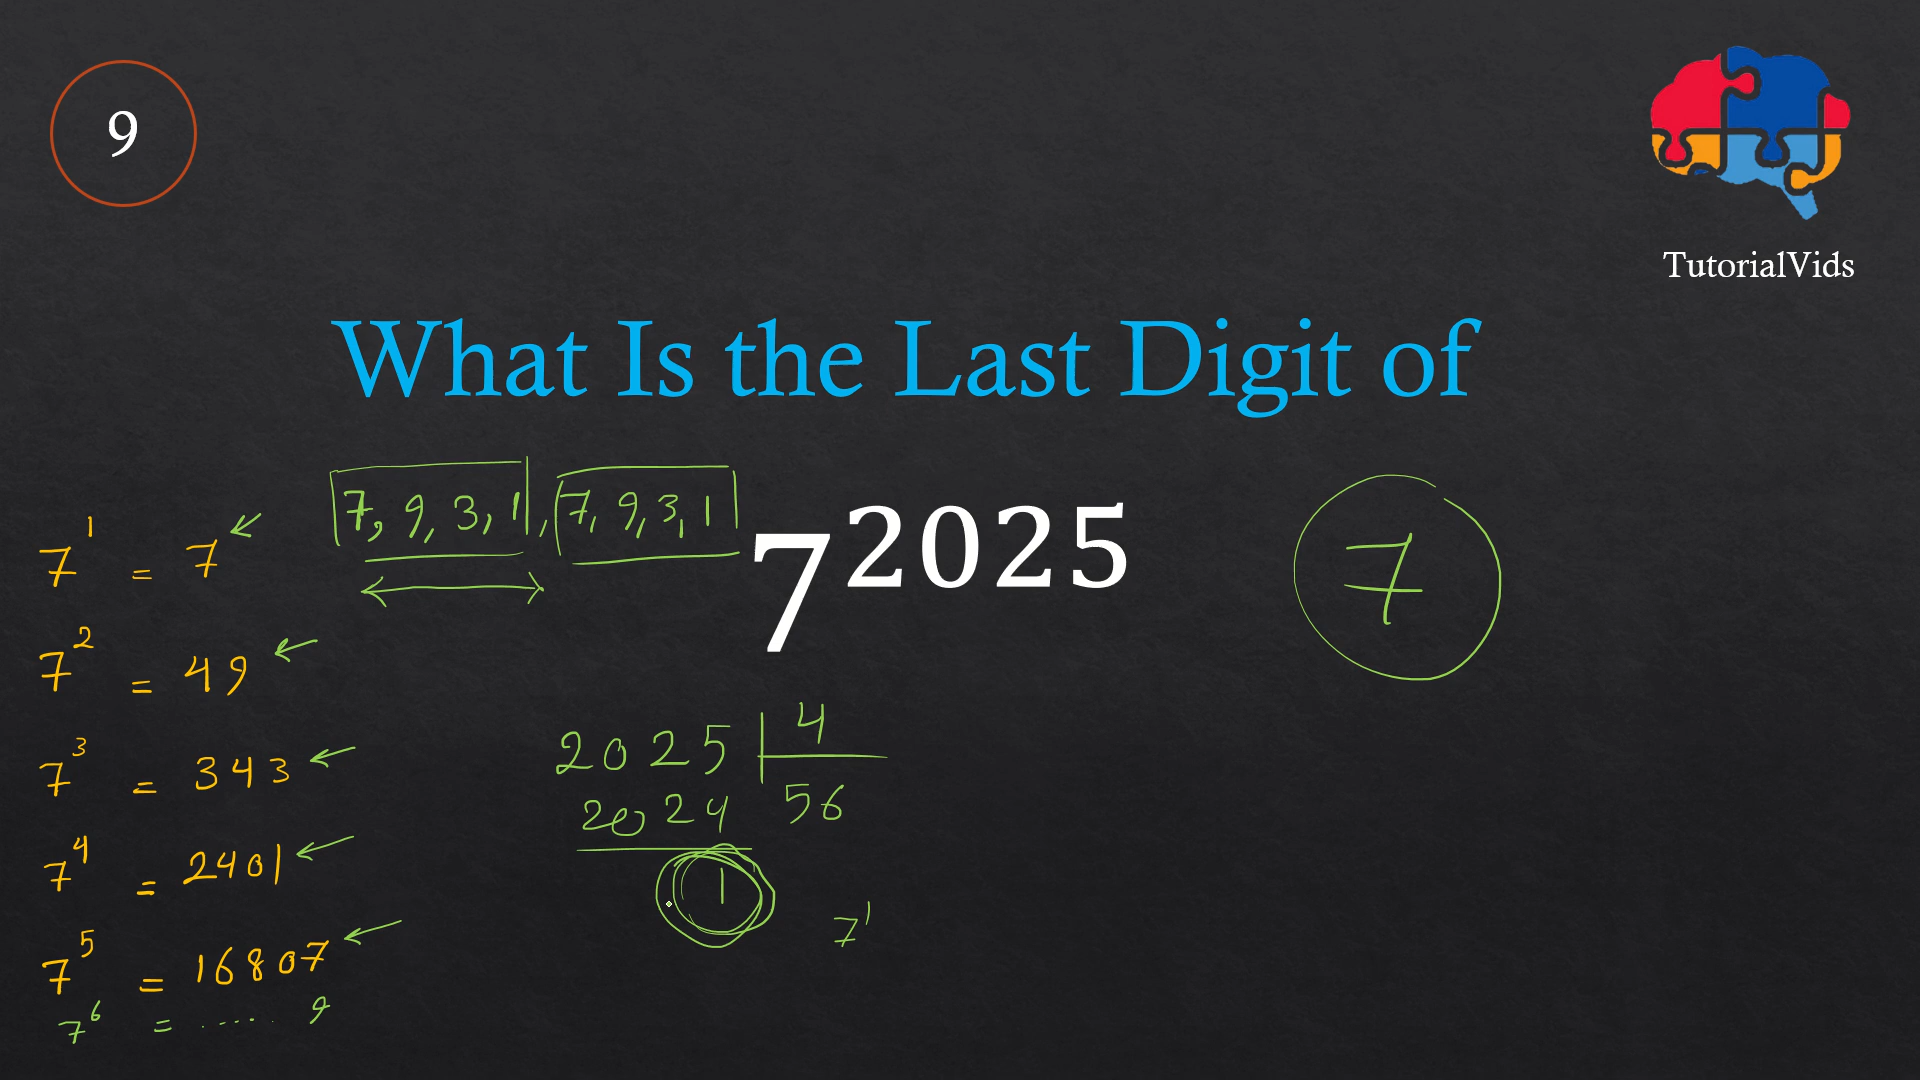 9
TutorialVids
What Is the Last Digit of
7, 9, 3, 1, 7, 9, 3, 1
7^2025
7
7^1 = 7
7^2 = 49
7^3 = 343
7^4 = 2401
7^5 = 16807
7^6 = ..... 9
2025 | 4
2024 56
1
7^1